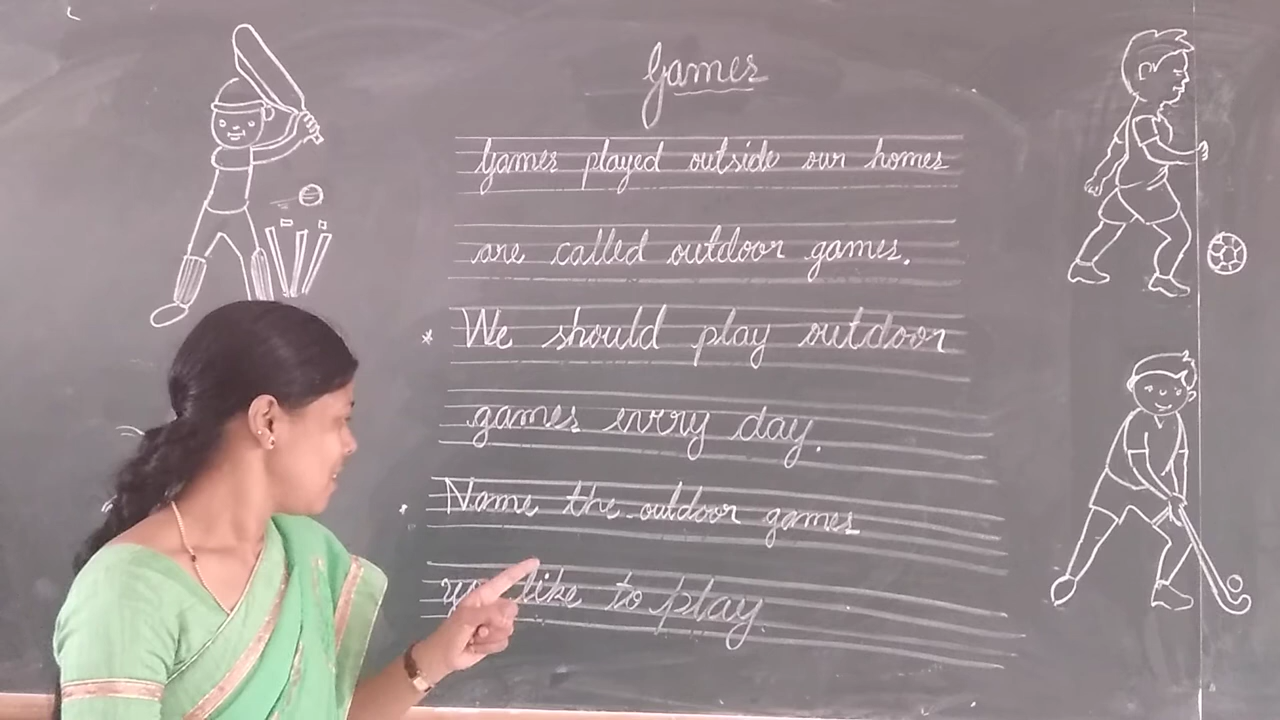 Games
Games played outside our homes
are called outdoor games.
* We should play outdoor
games every day.
. Name the outdoor games
you like to play.